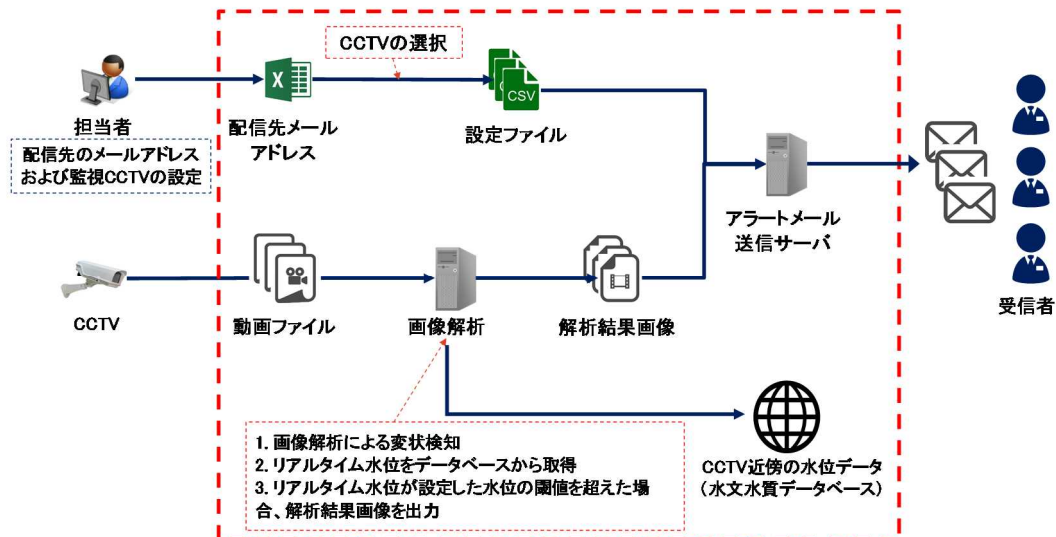 CCTVの選択
担当者
配信先のメールアドレス
および監視CCTVの設定
X
配信先メール
アドレス
CSV
設定ファイル
アラートメール
送信サーバ
受信者
CCTV
動画ファイル
画像解析
解析結果画像
1. 画像解析による変状検知
2. リアルタイム水位をデータベースから取得
3. リアルタイム水位が設定した水位の閾値を超えた場
合、解析結果画像を出力
CCTV近傍の水位データ
（水文水質データベース）